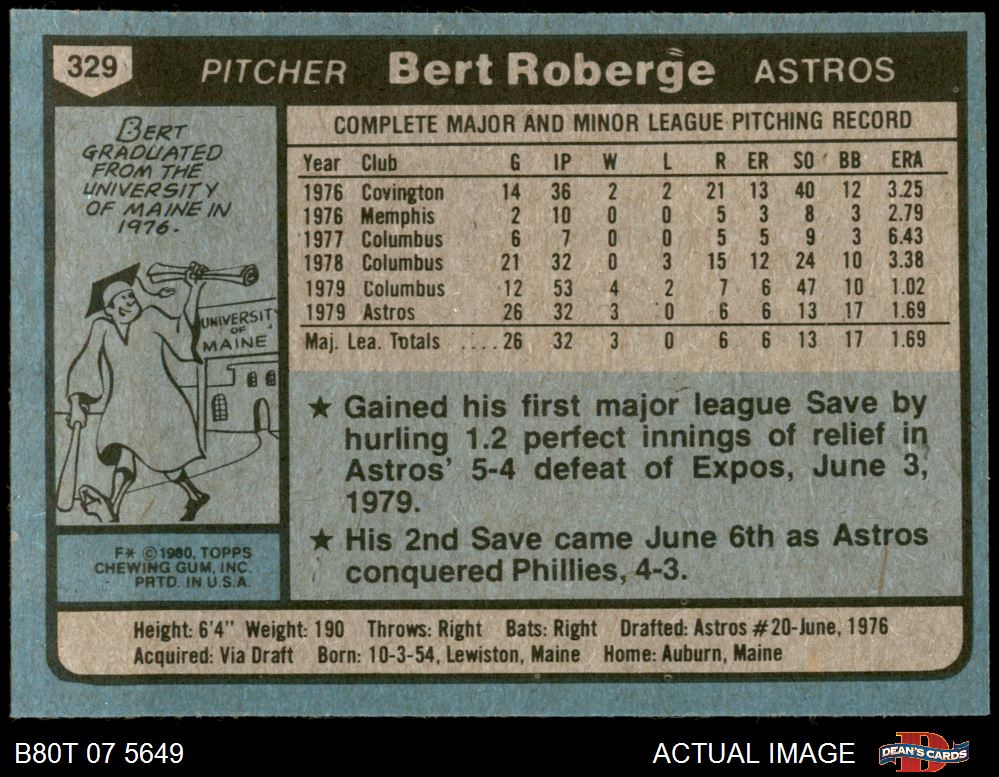 329 PITCHER Bert Roberge ASTROS
BERT
GRADUATED
FROM THE
UNIVERSITY
OF MAINE IN
1976.
UNIVERSITY
OF
MAINE
F* © 1980, TOPPS
CHEWING GUM, INC.
PRTD. IN U.S.A.
COMPLETE MAJOR AND MINOR LEAGUE PITCHING RECORD
Year Club G IP W L R ER SO BB ERA
1976 Covington 14 36 2 2 21 13 40 12 3.25
1976 Memphis 2 10 0 0 5 3 8 3 2.79
1977 Columbus 6 7 0 0 5 5 9 3 6.43
1978 Columbus 21 32 0 3 15 12 24 10 3.38
1979 Columbus 12 53 4 2 7 6 47 10 1.02
1979 Astros 26 32 3 0 6 6 13 17 1.69
Maj. Lea. Totals .... 26 32 3 0 6 6 13 17 1.69
★ Gained his first major league Save by
hurling 1.2 perfect innings of relief in
Astros' 5-4 defeat of Expos, June 3,
1979.
★ His 2nd Save came June 6th as Astros
conquered Phillies, 4-3.
Height: 6'4" Weight: 190 Throws: Right Bats: Right Drafted: Astros #20-June, 1976
Acquired: Via Draft Born: 10-3-54, Lewiston, Maine Home: Auburn, Maine
B80T 07 5649 ACTUAL IMAGE DEAN'S CARDS